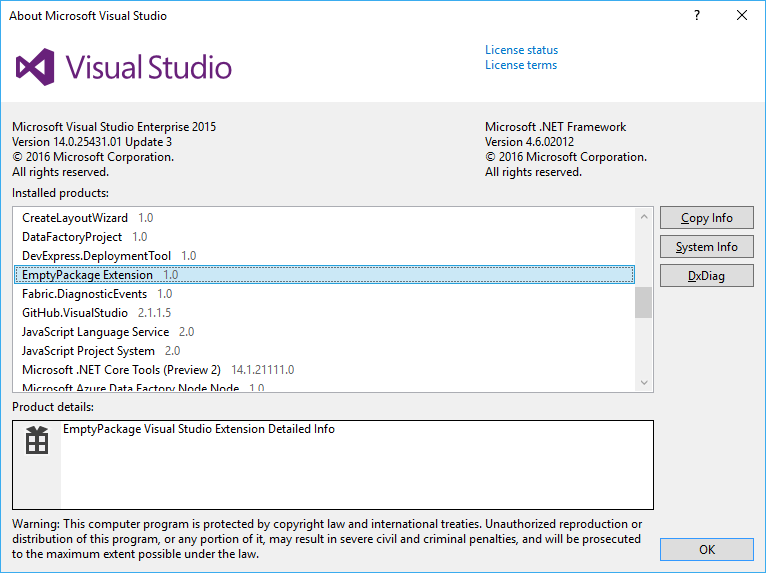 About Microsoft Visual Studio
?
Visual Studio
License status
License terms
Microsoft Visual Studio Enterprise 2015
Version 14.0.25431.01 Update 3
© 2016 Microsoft Corporation.
All rights reserved.
Microsoft .NET Framework
Version 4.6.02012
© 2016 Microsoft Corporation.
All rights reserved.
Installed products:
CreateLayoutWizard 1.0
DataFactoryProject 1.0
DevExpress.DeploymentTool 1.0
EmptyPackage Extension 1.0
Fabric.DiagnosticEvents 1.0
GitHub.VisualStudio 2.1.1.5
JavaScript Language Service 2.0
JavaScript Project System 2.0
Microsoft .NET Core Tools (Preview 2) 14.1.21111.0
Microsoft Azure Data Factory Node Node 1.0
Copy Info
System Info
DxDiag
Product details:
EmptyPackage Visual Studio Extension Detailed Info
Warning: This computer program is protected by copyright law and international treaties. Unauthorized reproduction or
distribution of this program, or any portion of it, may result in severe civil and criminal penalties, and will be prosecuted
to the maximum extent possible under the law.
OK